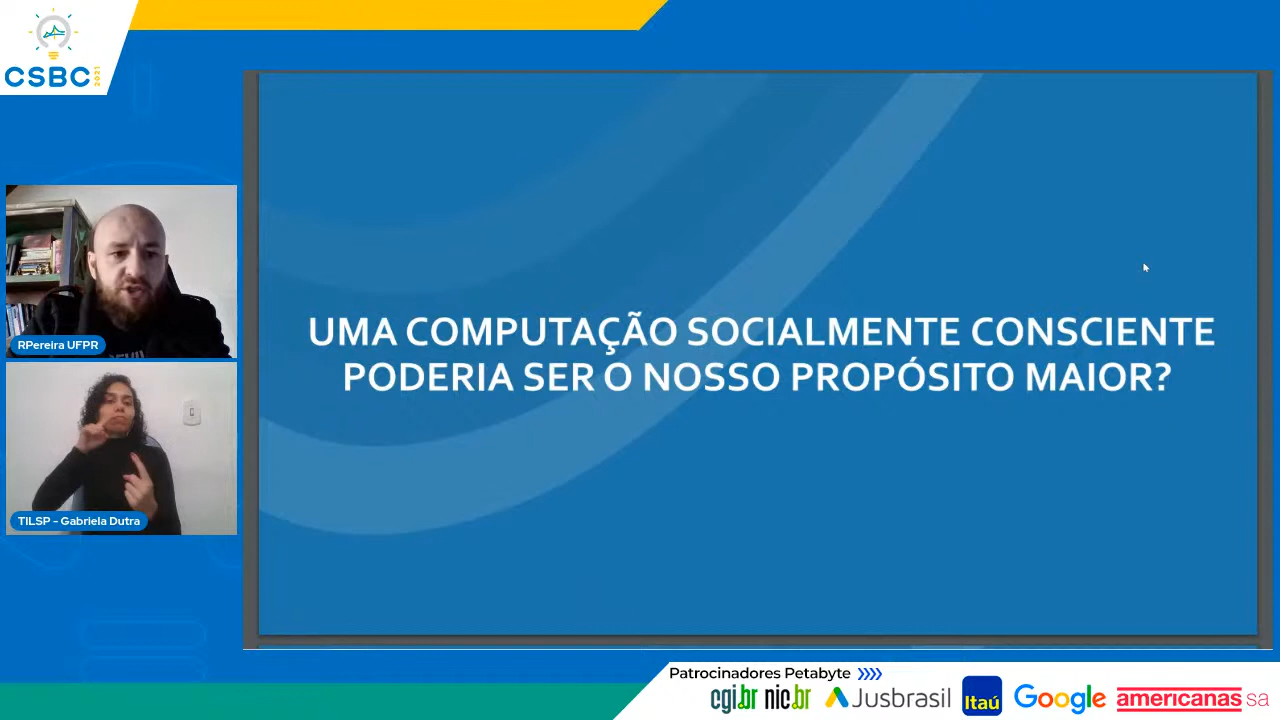 CSBC 2021
UMA COMPUTAÇÃO SOCIALMENTE CONSCIENTE
PODERIA SER O NOSSO PROPÓSITO MAIOR?
RPereira UFPR
TILSP - Gabriela Dutra
Patrocinadores Petabyte
cgi.br nic.br Jusbrasil Itaú Google americanas sa